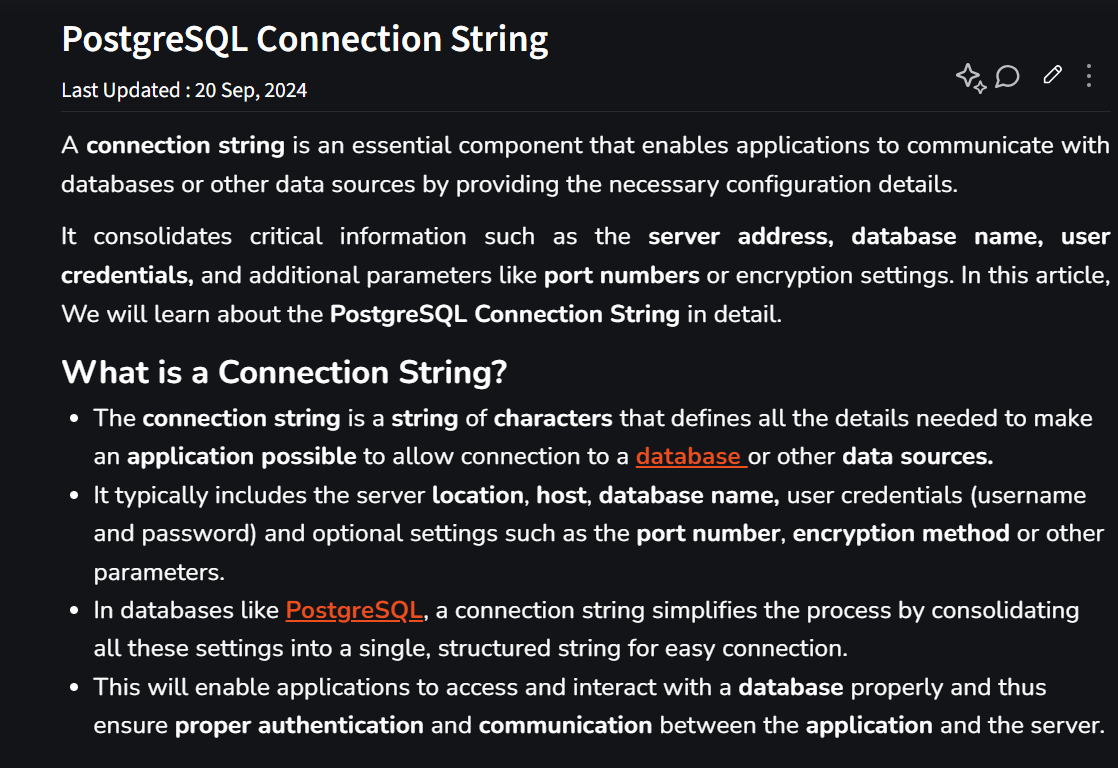 PostgreSQL Connection String
Last Updated : 20 Sep, 2024
A connection string is an essential component that enables applications to communicate with
databases or other data sources by providing the necessary configuration details.
It consolidates critical information such as the server address, database name, user
credentials, and additional parameters like port numbers or encryption settings. In this article,
We will learn about the PostgreSQL Connection String in detail.
What is a Connection String?
• The connection string is a string of characters that defines all the details needed to make
an application possible to allow connection to a database or other data sources.
• It typically includes the server location, host, database name, user credentials (username
and password) and optional settings such as the port number, encryption method or other
parameters.
• In databases like PostgreSQL, a connection string simplifies the process by consolidating
all these settings into a single, structured string for easy connection.
• This will enable applications to access and interact with a database properly and thus
ensure proper authentication and communication between the application and the server.